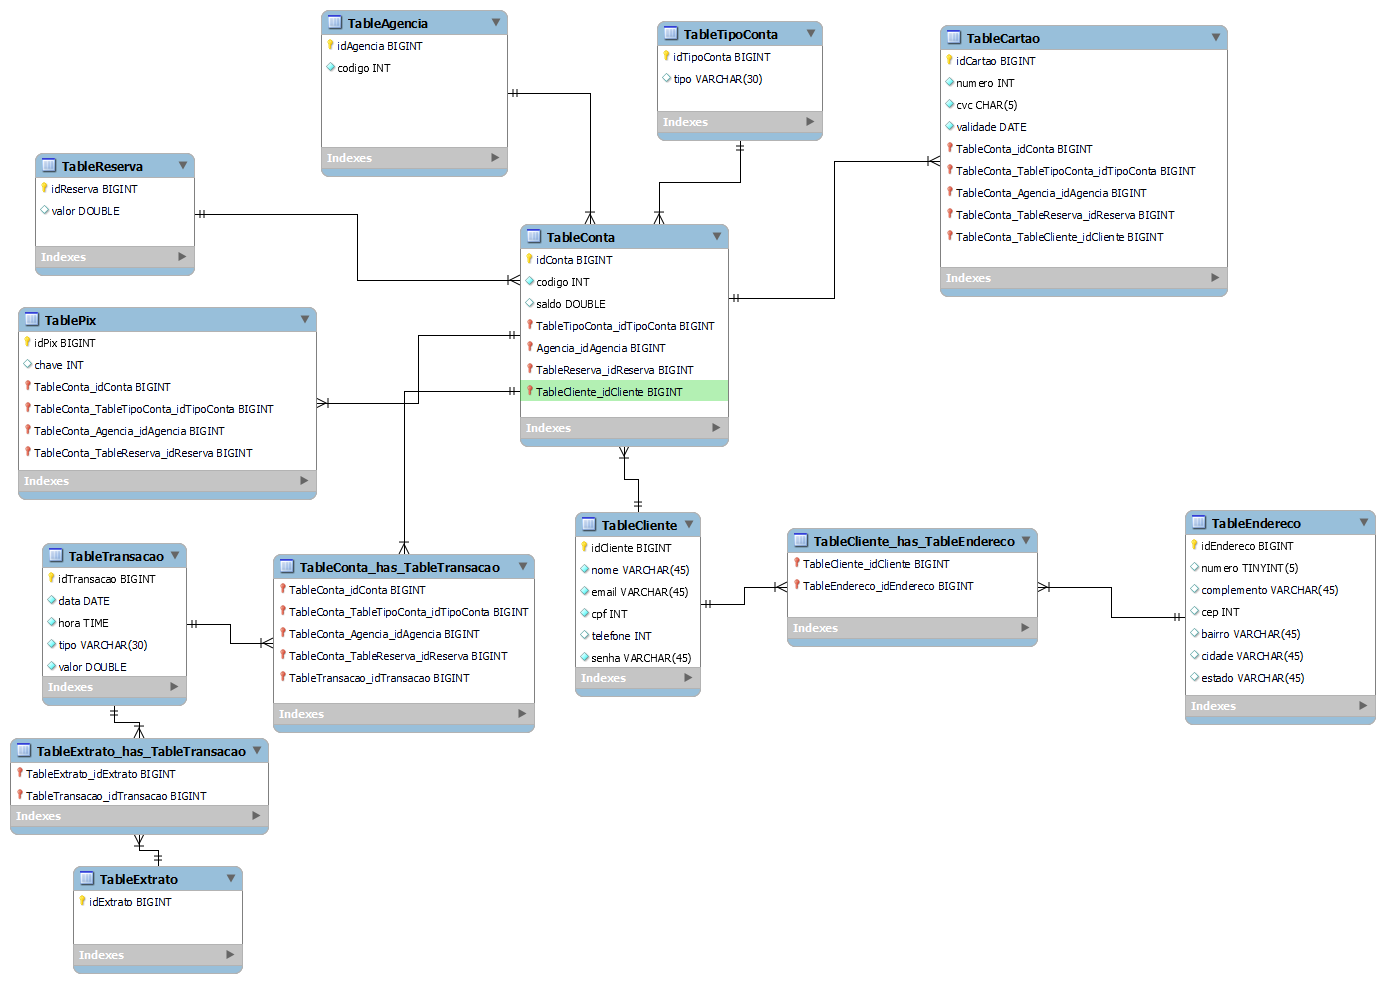 TableAgencia
idAgencia BIGINT
codigo INT
Indexes
TableTipoConta
idTipoConta BIGINT
tipo VARCHAR(30)
Indexes
TableCartao
idCartao BIGINT
numero INT
cvc CHAR(5)
validade DATE
TableConta_idConta BIGINT
TableConta_TableTipoConta_idTipoConta BIGINT
TableConta_Agencia_idAgencia BIGINT
TableConta_TableReserva_idReserva BIGINT
TableConta_TableCliente_idCliente BIGINT
Indexes
TableReserva
idReserva BIGINT
valor DOUBLE
Indexes
TableConta
idConta BIGINT
codigo INT
saldo DOUBLE
TableTipoConta_idTipoConta BIGINT
Agencia_idAgencia BIGINT
TableReserva_idReserva BIGINT
TableCliente_idCliente BIGINT
Indexes
TablePix
idPix BIGINT
chave INT
TableConta_idConta BIGINT
TableConta_TableTipoConta_idTipoConta BIGINT
TableConta_Agencia_idAgencia BIGINT
TableConta_TableReserva_idReserva BIGINT
Indexes
TableTransacao
idTransacao BIGINT
data DATE
hora TIME
tipo VARCHAR(30)
valor DOUBLE
Indexes
TableConta_has_TableTransacao
TableConta_idConta BIGINT
TableConta_TableTipoConta_idTipoConta BIGINT
TableConta_Agencia_idAgencia BIGINT
TableConta_TableReserva_idReserva BIGINT
TableTransacao_idTransacao BIGINT
Indexes
TableCliente
idCliente BIGINT
nome VARCHAR(45)
email VARCHAR(45)
cpf INT
telefone INT
senha VARCHAR(45)
Indexes
TableCliente_has_TableEndereco
TableCliente_idCliente BIGINT
TableEndereco_idEndereco BIGINT
Indexes
TableEndereco
idEndereco BIGINT
numero TINYINT(5)
complemento VARCHAR(45)
cep INT
bairro VARCHAR(45)
cidade VARCHAR(45)
estado VARCHAR(45)
Indexes
TableExtrato_has_TableTransacao
TableExtrato_idExtrato BIGINT
TableTransacao_idTransacao BIGINT
Indexes
TableExtrato
idExtrato BIGINT
Indexes